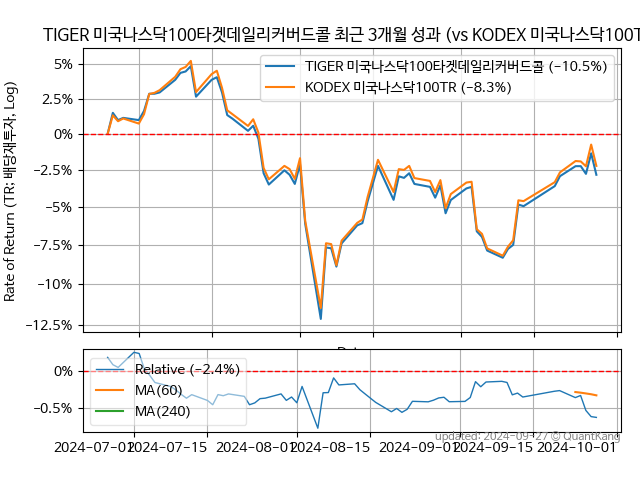 TIGER 미국나스닥100타겟데일리커버드콜 최근 3개월 성과 (vs KODEX 미국나스닥100T
Rate of Return (TR: 배당재투자, Log)
5%
2.5%
0%
−2.5%
−5%
−7.5%
−10%
−12.5%
TIGER 미국나스닥100타겟데일리커버드콜 (−10.5%)
KODEX 미국나스닥100TR (−8.3%)
0%
−0.5%
Relative (−2.4%)
MA(60)
MA(240)
updated: 2024-09-27 © QuantKang
2024-07-01 2024-07-15 2024-08-01 2024-08-15 2024-09-01 2024-09-15 2024-10-01